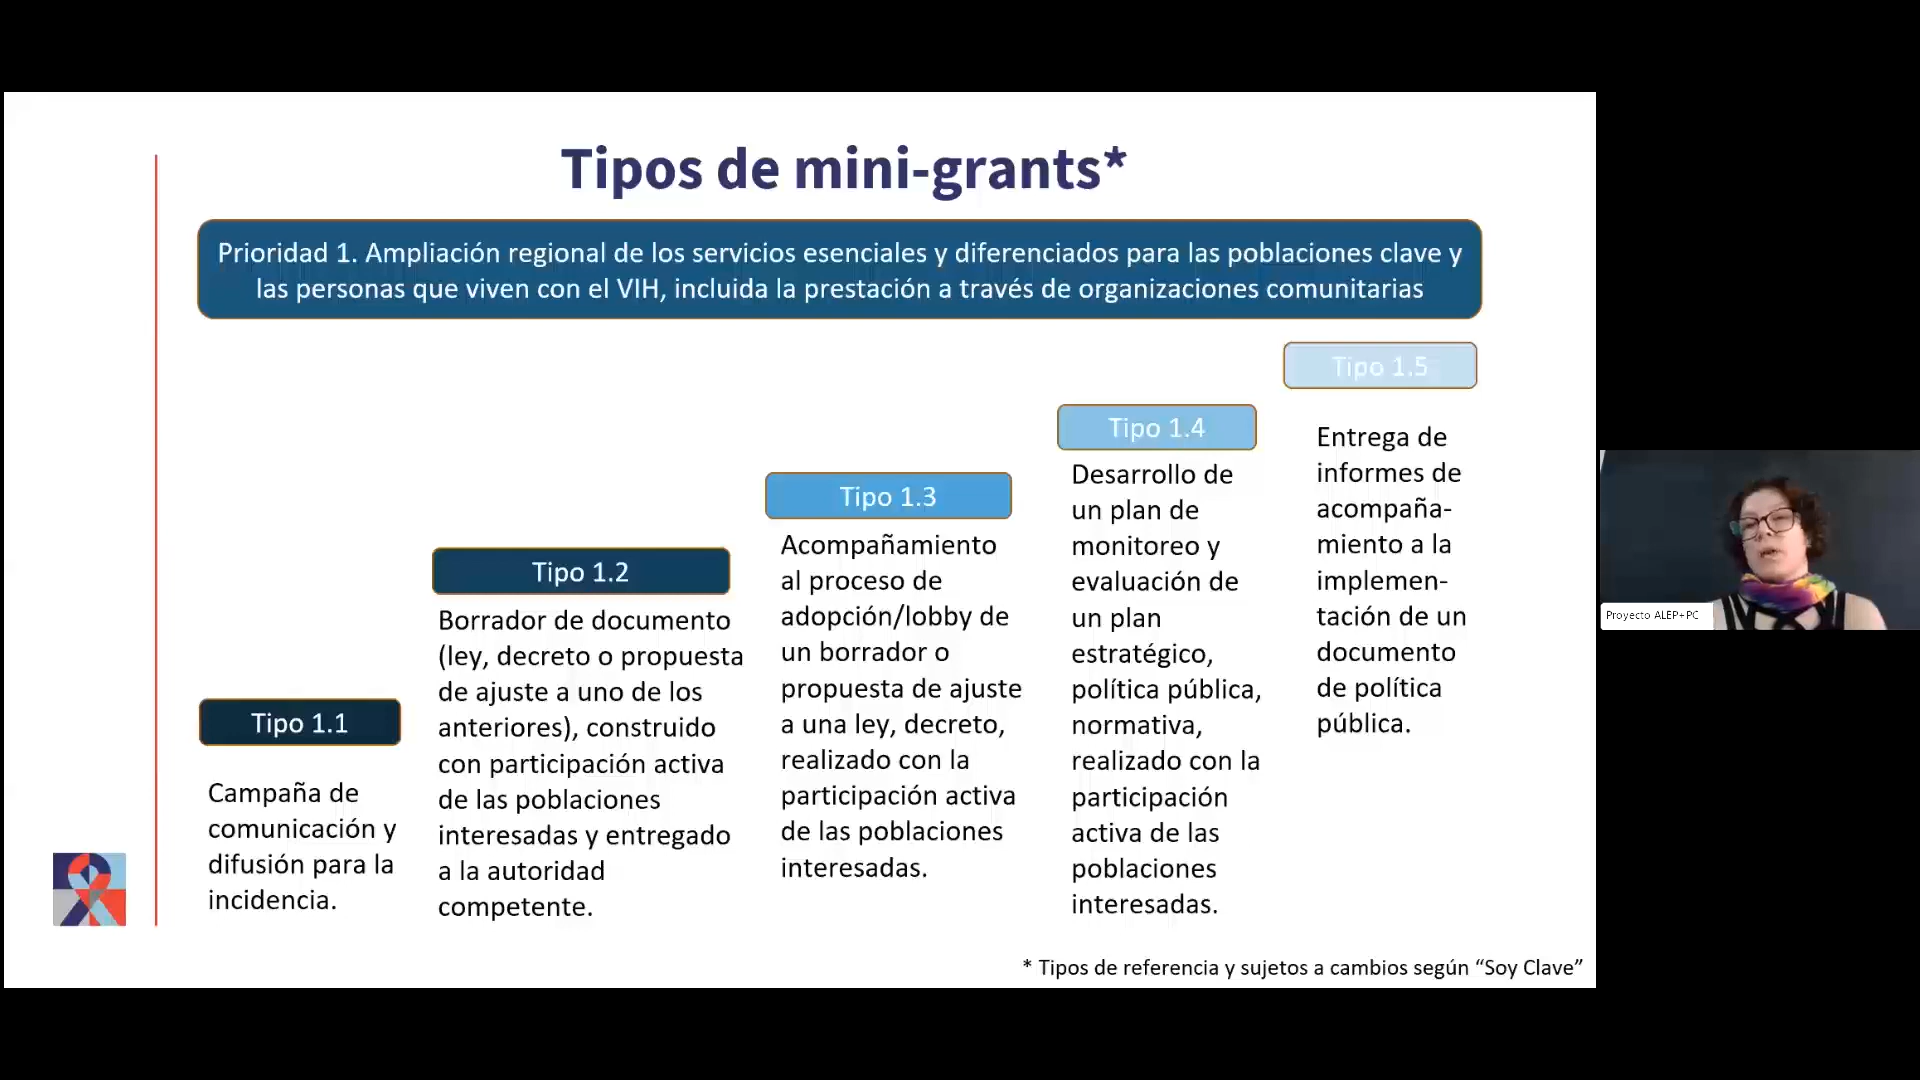 Tipos de mini-grants*
Prioridad 1. Ampliación regional de los servicios esenciales y diferenciados para las poblaciones clave y
las personas que viven con el VIH, incluida la prestación a través de organizaciones comunitarias
Tipo 1.1
Campaña de
comunicación y
difusión para la
incidencia.
Tipo 1.2
Borrador de documento
(ley, decreto o propuesta
de ajuste a uno de los
anteriores), construido
con participación activa
de las poblaciones
interesadas y entregado
a la autoridad
competente.
Tipo 1.3
Acompañamiento
al proceso de
adopción/lobby de
un borrador o
propuesta de ajuste
a una ley, decreto,
realizado con la
participación activa
de las poblaciones
interesadas.
Tipo 1.4
Desarrollo de
un plan de
monitoreo y
evaluación de
un plan
estratégico,
política pública,
normativa,
realizado con la
participación
activa de las
poblaciones
interesadas.
Tipo 1.5
Entrega de
informes de
acompaña-
miento a la
implemen-
tación de un
documento
de política
pública.
* Tipos de referencia y sujetos a cambios según “Soy Clave”
Proyecto ALEP+PC